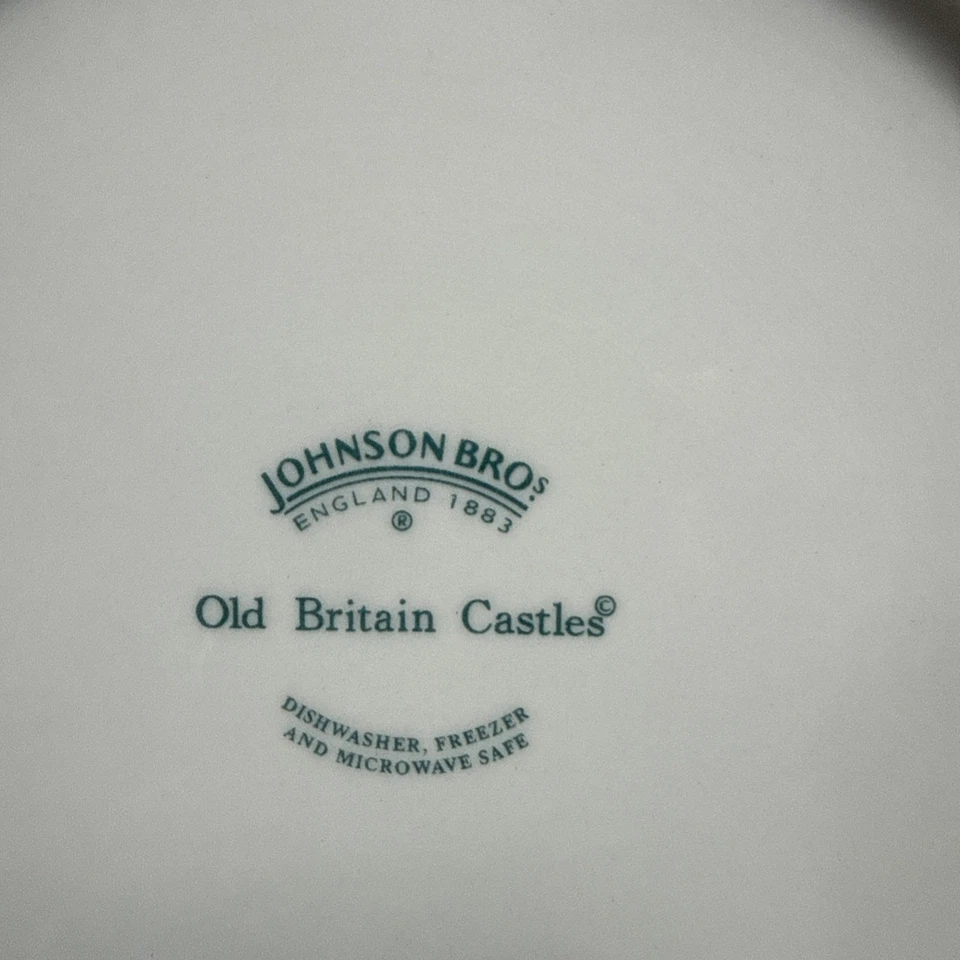 JOHNSON BROS
ENGLAND 1883
®
Old Britain Castles©
DISHWASHER, FREEZER
AND MICROWAVE SAFE